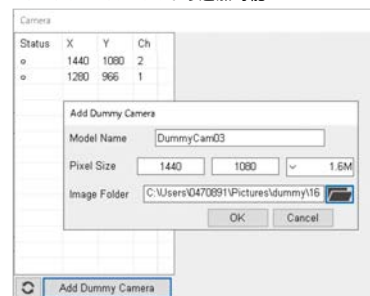 Camera
Status X Y Ch
o 1440 1080 2
o 1280 966 1
Add Dummy Camera
Model Name DummyCam03
Pixel Size 1440 1080 1.6M
Image Folder C:\Users\0470891\Pictures\dummy\16
OK Cancel
Add Dummy Camera